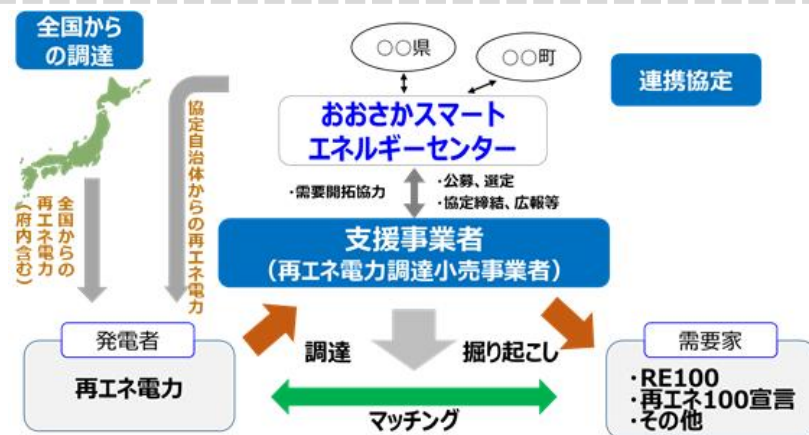 全国から
の調達
○○県
○○町
連携協定
おおさかスマート
エネルギーセンター
・需要開拓協力
・公募、選定
・協定締結、広報等
協定自治体からの再エネ電力
全国からの
再エネ電力
（府内含む）
支援事業者
（再エネ電力調達小売事業者）
発電者
再エネ電力
調達
掘り起こし
マッチング
需要家
・RE100
・再エネ100宣言
・その他